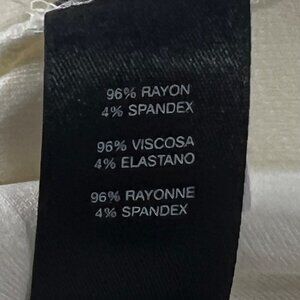 96% RAYON
4% SPANDEX
96% VISCOSA
4% ELASTANO
96% RAYONNE
4% SPANDEX